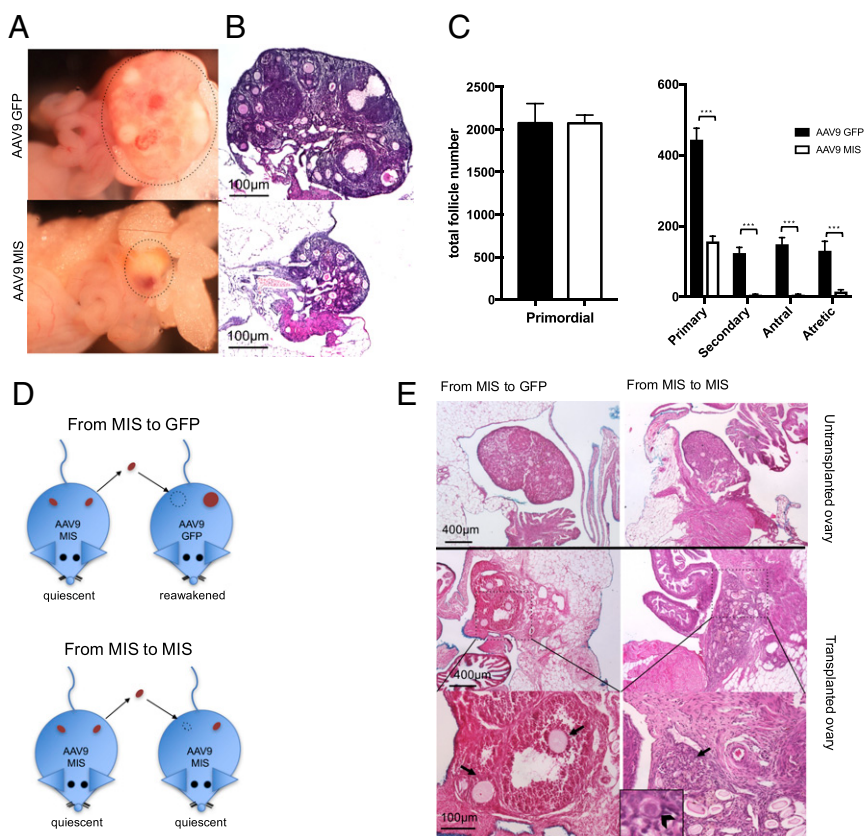 A
AAV9 GFP
AAV9 MIS
B
100µm
100µm
C
total follicle number
2500
2000
1500
1000
500
0
Primordial
600
400
200
0
***
***
***
***
AAV9 GFP
AAV9 MIS
Primary
Secondary
Antral
Atretic
D
From MIS to GFP
AAV9
MIS
AAV9
GFP
quiescent
reawakened
From MIS to MIS
AAV9
MIS
AAV9
MIS
quiescent
quiescent
E
From MIS to GFP
From MIS to MIS
400µm
Untransplanted ovary
400µm
100µm
Transplanted ovary